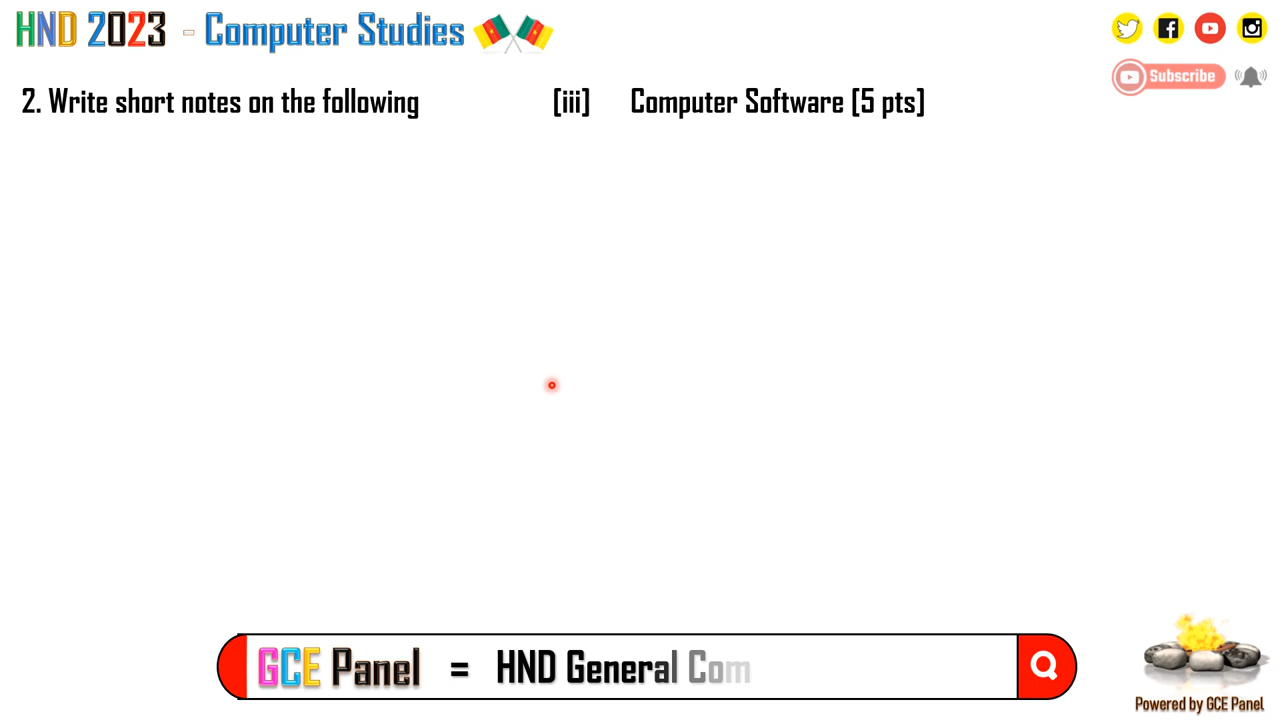 HND 2023 - Computer Studies
Subscribe
2. Write short notes on the following [iii] Computer Software [5 pts]
GCE Panel = HND General Com
Powered by GCE Panel